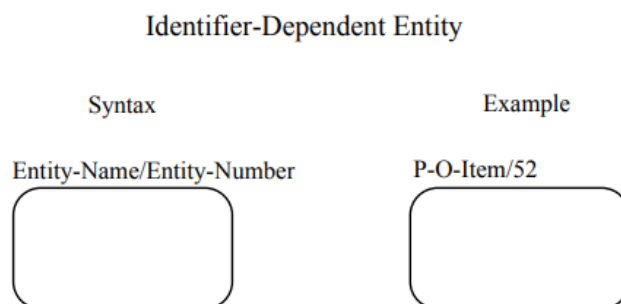 Identifier-Dependent Entity
Syntax
Example
Entity-Name/Entity-Number
P-O-Item/52